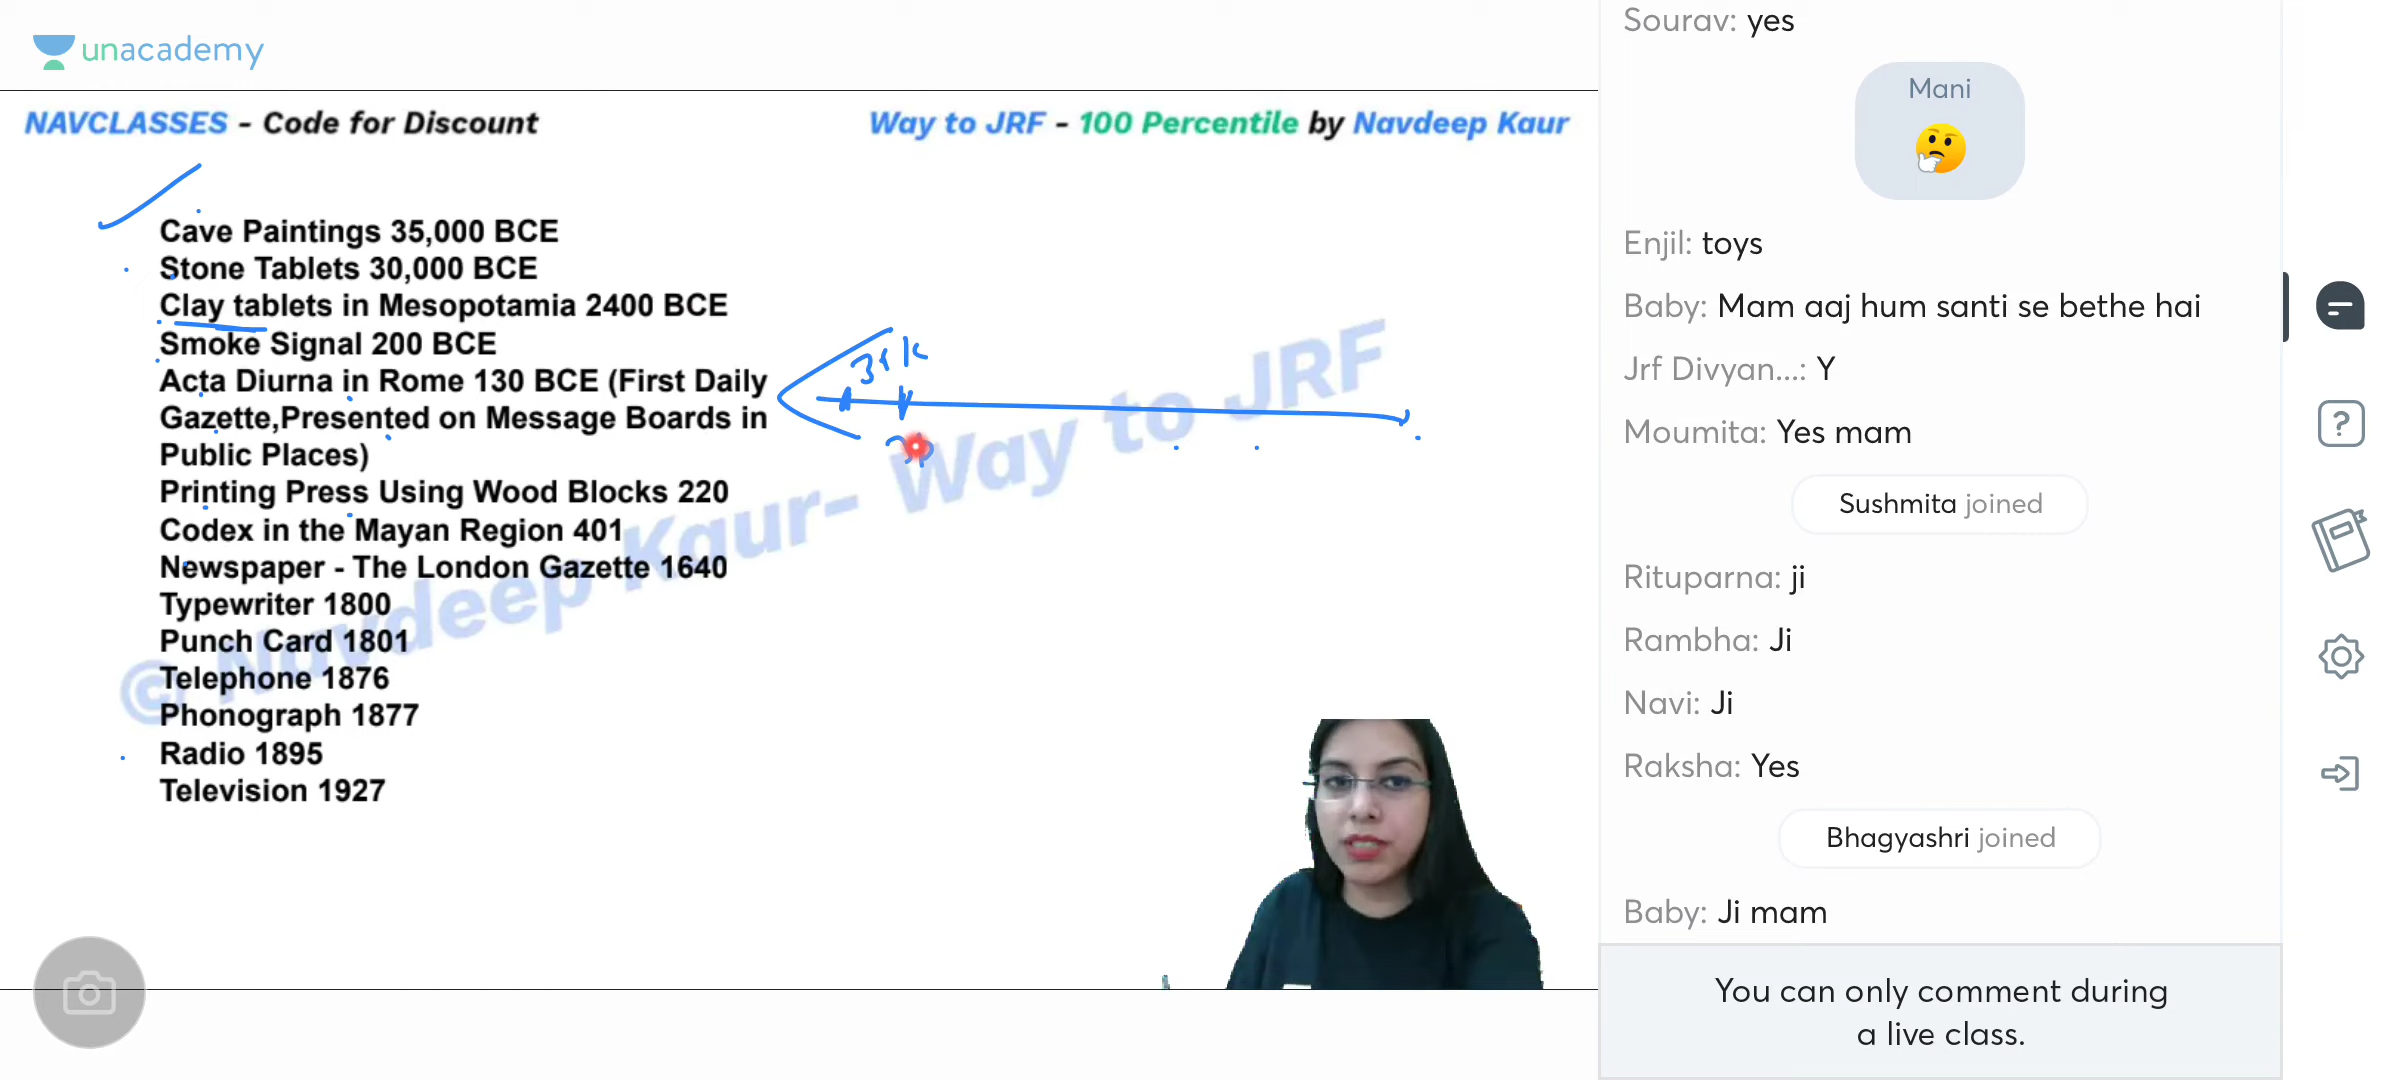 unacademy
NAVCLASSES - Code for Discount
Way to JRF - 100 Percentile by Navdeep Kaur
Cave Paintings 35,000 BCE
Stone Tablets 30,000 BCE
Clay tablets in Mesopotamia 2400 BCE
Smoke Signal 200 BCE
Acta Diurna in Rome 130 BCE (First Daily
Gazette,Presented on Message Boards in
Public Places)
Printing Press Using Wood Blocks 220
Codex in the Mayan Region 401
Newspaper - The London Gazette 1640
Typewriter 1800
Punch Card 1801
Telephone 1876
Phonograph 1877
Radio 1895
Television 1927
© Navdeep Kaur- Way to JRF
Sourav: yes
Mani
Enjil: toys
Baby: Mam aaj hum santi se bethe hai
Jrf Divyan...: Y
Moumita: Yes mam
Sushmita joined
Rituparna: ji
Rambha: Ji
Navi: Ji
Raksha: Yes
Bhagyashri joined
Baby: Ji mam
You can only comment during
a live class.